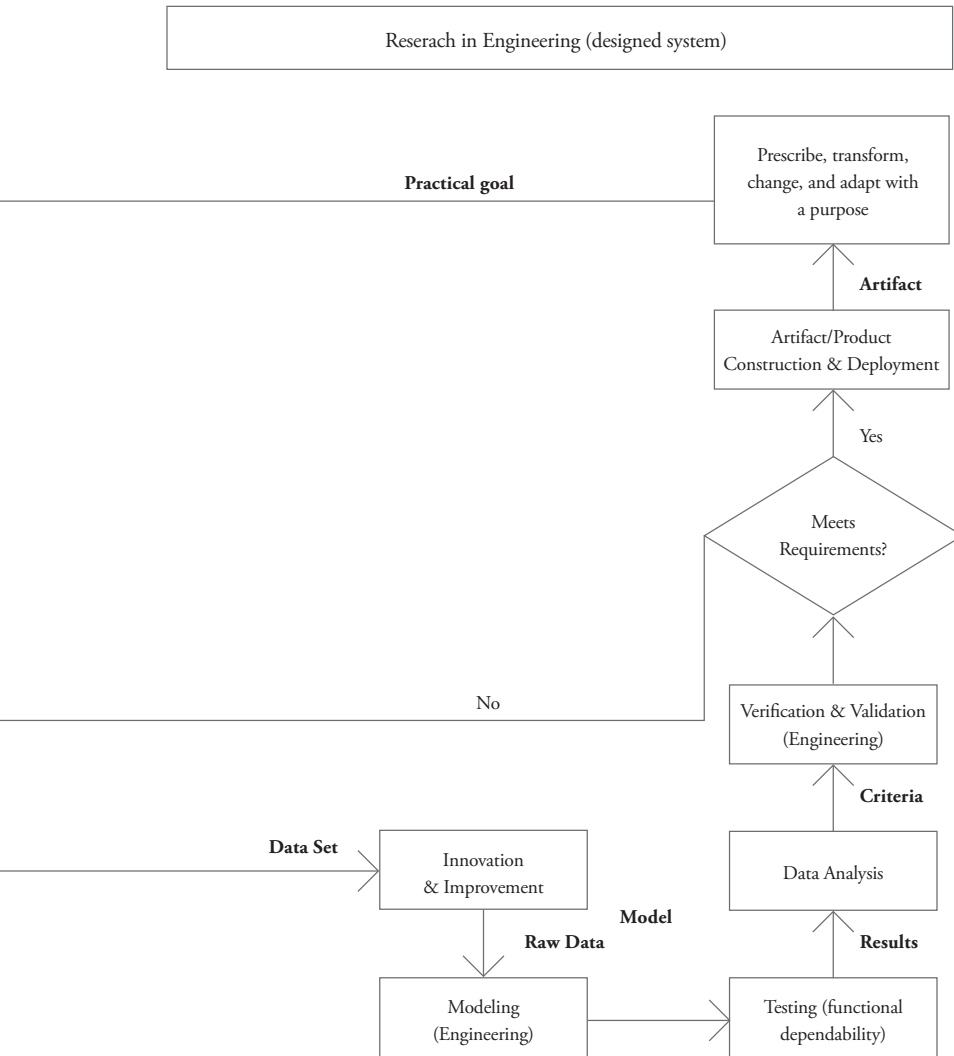 Reserach in Engineering (designed system)
Prescribe, transform,
change, and adapt with
a purpose
Practical goal
Artifact
Artifact/Product
Construction & Deployment
Yes
Meets
Requirements?
No
Verification & Validation
(Engineering)
Criteria
Data Set
Innovation
& Improvement
Data Analysis
Model
Raw Data
Results
Modeling
(Engineering)
Testing (functional
dependability)